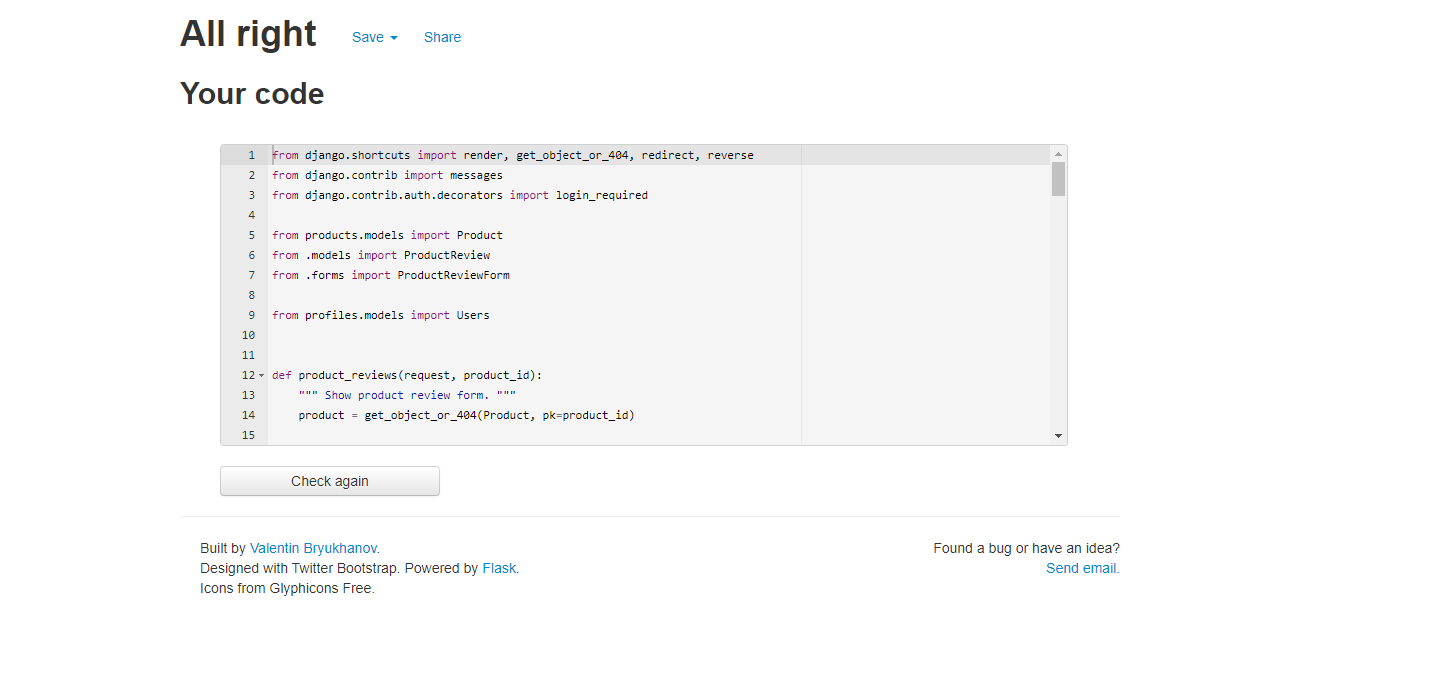 All right Save Share
Your code
1 from django.shortcuts import render, get_object_or_404, redirect, reverse
2 from django.contrib import messages
3 from django.contrib.auth.decorators import login_required
4
5 from products.models import Product
6 from .models import ProductReview
7 from .forms import ProductReviewForm
8
9 from profiles.models import Users
10
11
12 def product_reviews(request, product_id):
13     """ Show product review form. """
14     product = get_object_or_404(Product, pk=product_id)
15
Check again
Built by Valentin Bryukhanov. Found a bug or have an idea?
Designed with Twitter Bootstrap. Powered by Flask. Send email.
Icons from Glyphicons Free.